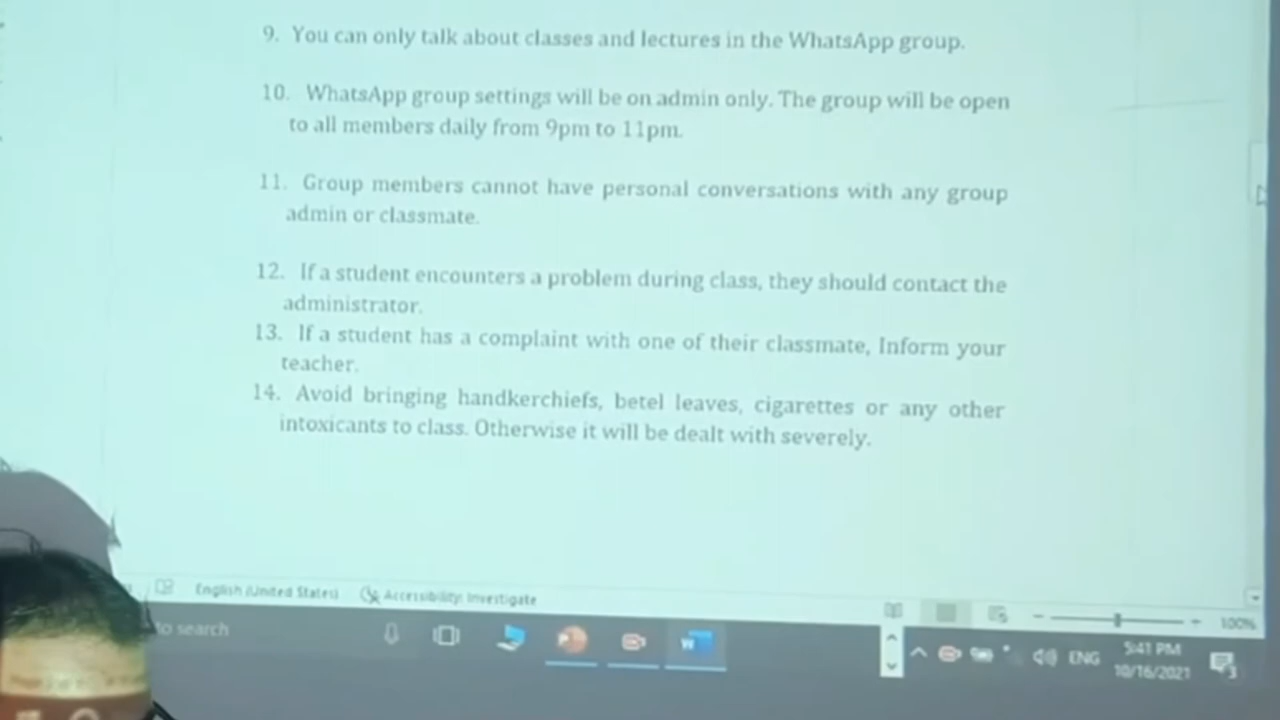 9. You can only talk about classes and lectures in the WhatsApp group.
10. WhatsApp group settings will be on admin only. The group will be open
to all members daily from 9pm to 11pm.
11. Group members cannot have personal conversations with any group
admin or classmate.
12. If a student encounters a problem during class, they should contact the
administrator.
13. If a student has a complaint with one of their classmate, Inform your
teacher.
14. Avoid bringing handkerchiefs, betel leaves, cigarettes or any other
intoxicants to class. Otherwise it will be dealt with severely.
English (United States) Accessibility: Investigate
100%
to search
ENG
5:41 PM
10/16/2021
3